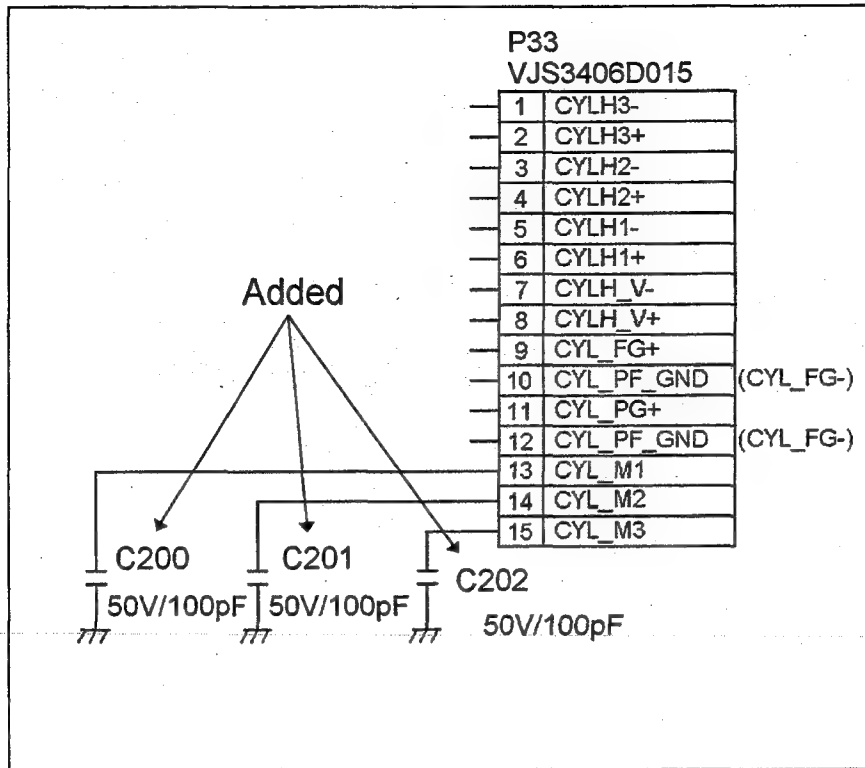 P33
VJS3406D015
1 CYLH3-
2 CYLH3+
3 CYLH2-
4 CYLH2+
5 CYLH1-
6 CYLH1+
7 CYLH_V-
8 CYLH_V+
9 CYL_FG+
10 CYL_PF_GND (CYL_FG-)
11 CYL_PG+
12 CYL_PF_GND (CYL_FG-)
13 CYL_M1
14 CYL_M2
15 CYL_M3
Added
C200
50V/100pF
C201
50V/100pF
C202
50V/100pF